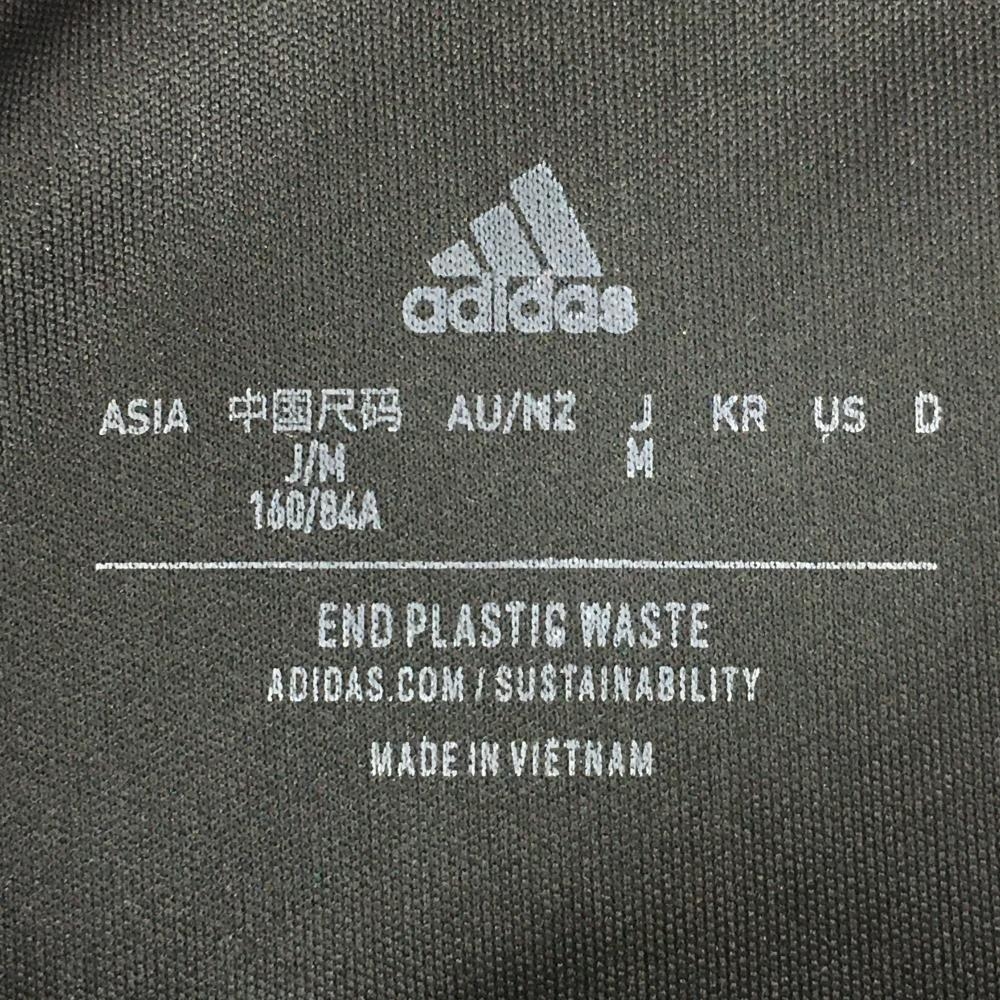 adidas
ASIA 中国尺码 AU/NZ J KR US D
J/M M
160/84A
END PLASTIC WASTE
ADIDAS.COM / SUSTAINABILITY
MADE IN VIETNAM